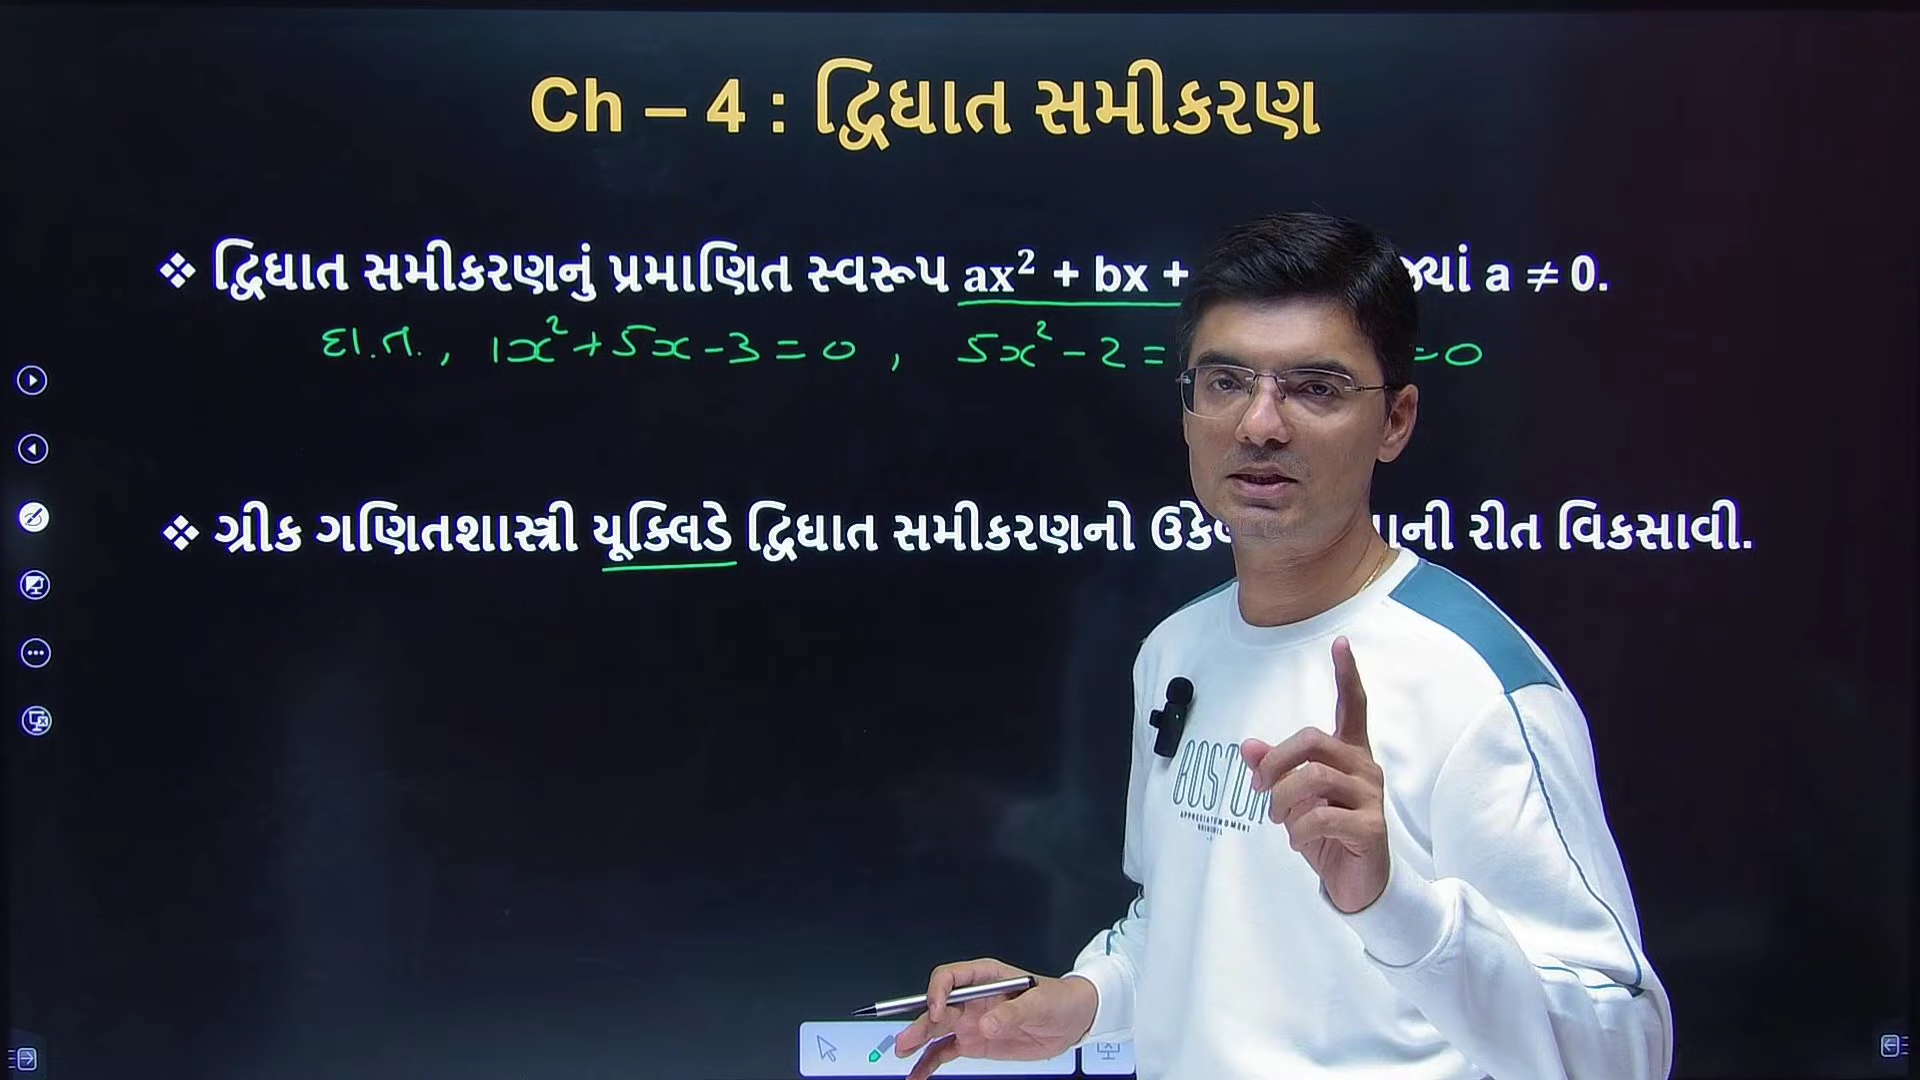 Ch – 4 : દ્વિઘાત સમીકરણ
❖ દ્વિઘાત સમીકરણનું પ્રમાણિત સ્વરૂપ ax² + bx + જ્યાં a ≠ 0.
દા.ત., 1x² + 5x - 3 = 0 , 5x² - 2 = = 0
❖ ગ્રીક ગણિતશાસ્ત્રી યૂક્લિડે દ્વિઘાત સમીકરણનો રીત વિકસાવી.
BOSTON